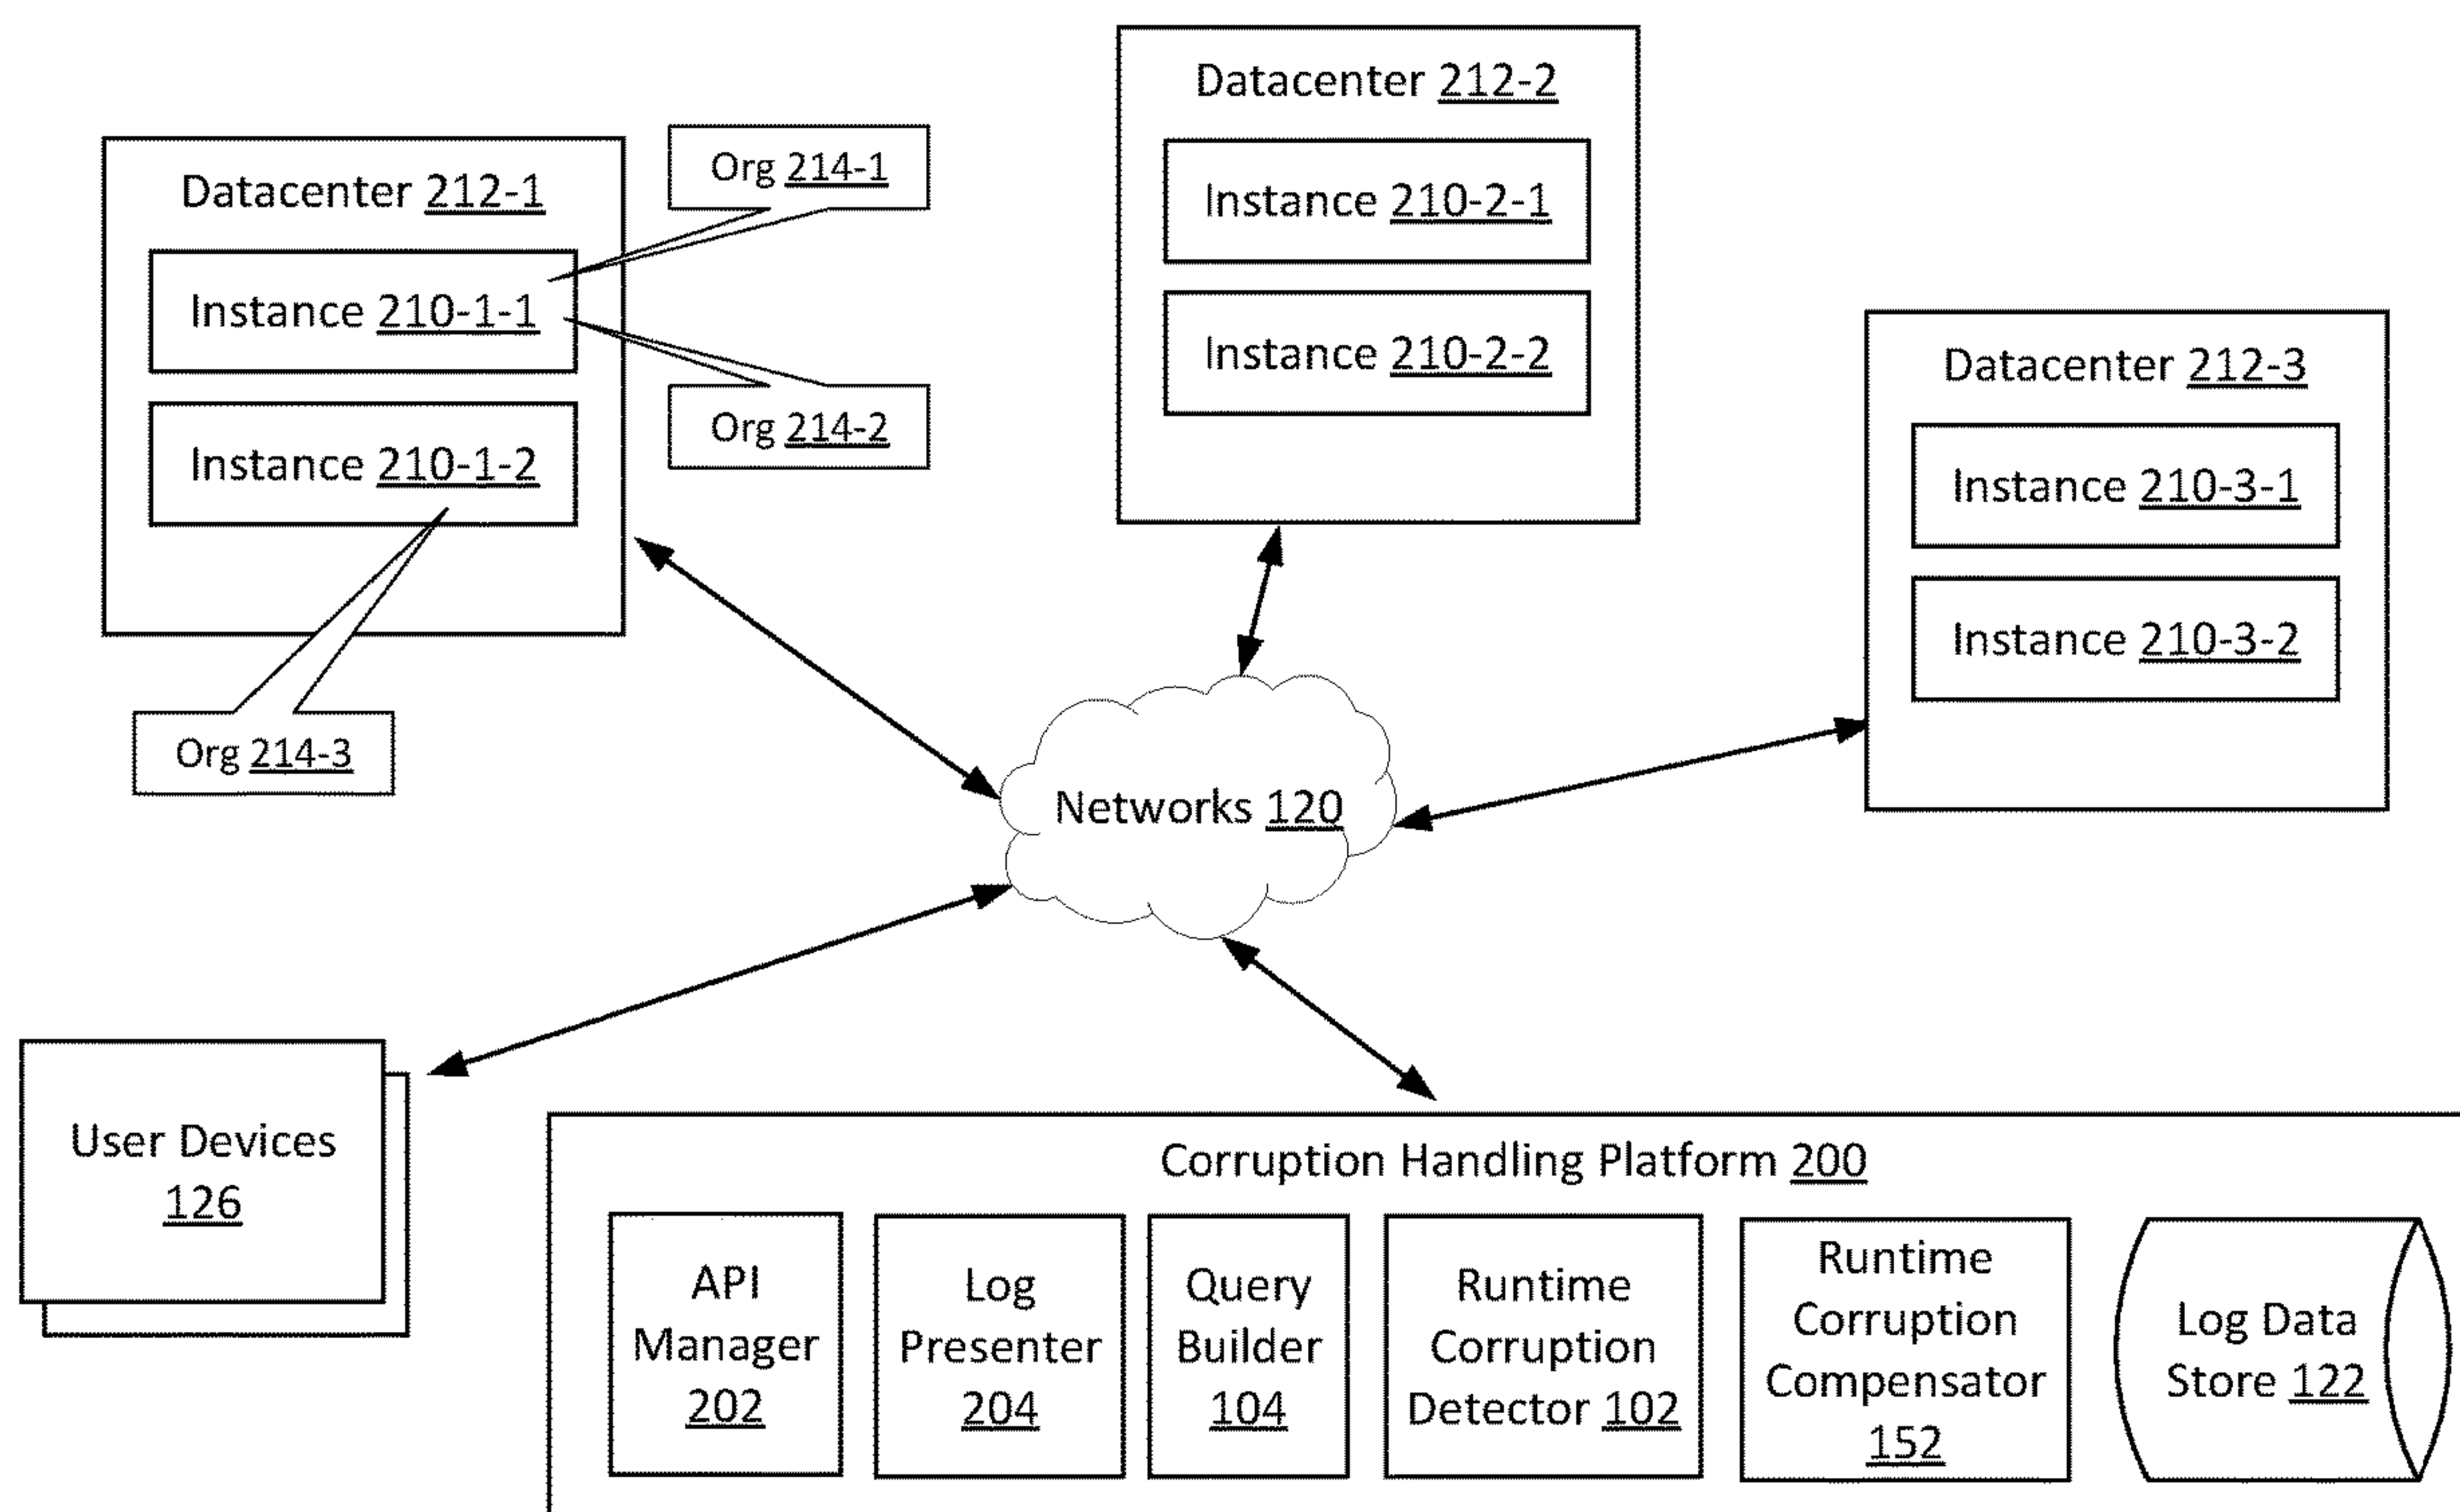 Datacenter 212-1
Instance 210-1-1
Instance 210-1-2
Org 214-1
Org 214-2
Org 214-3
Datacenter 212-2
Instance 210-2-1
Instance 210-2-2
Datacenter 212-3
Instance 210-3-1
Instance 210-3-2
Networks 120
User Devices
126
Corruption Handling Platform 200
API
Manager
202
Log
Presenter
204
Query
Builder
104
Runtime
Corruption
Detector 102
Runtime
Corruption
Compensator
152
Log Data
Store 122